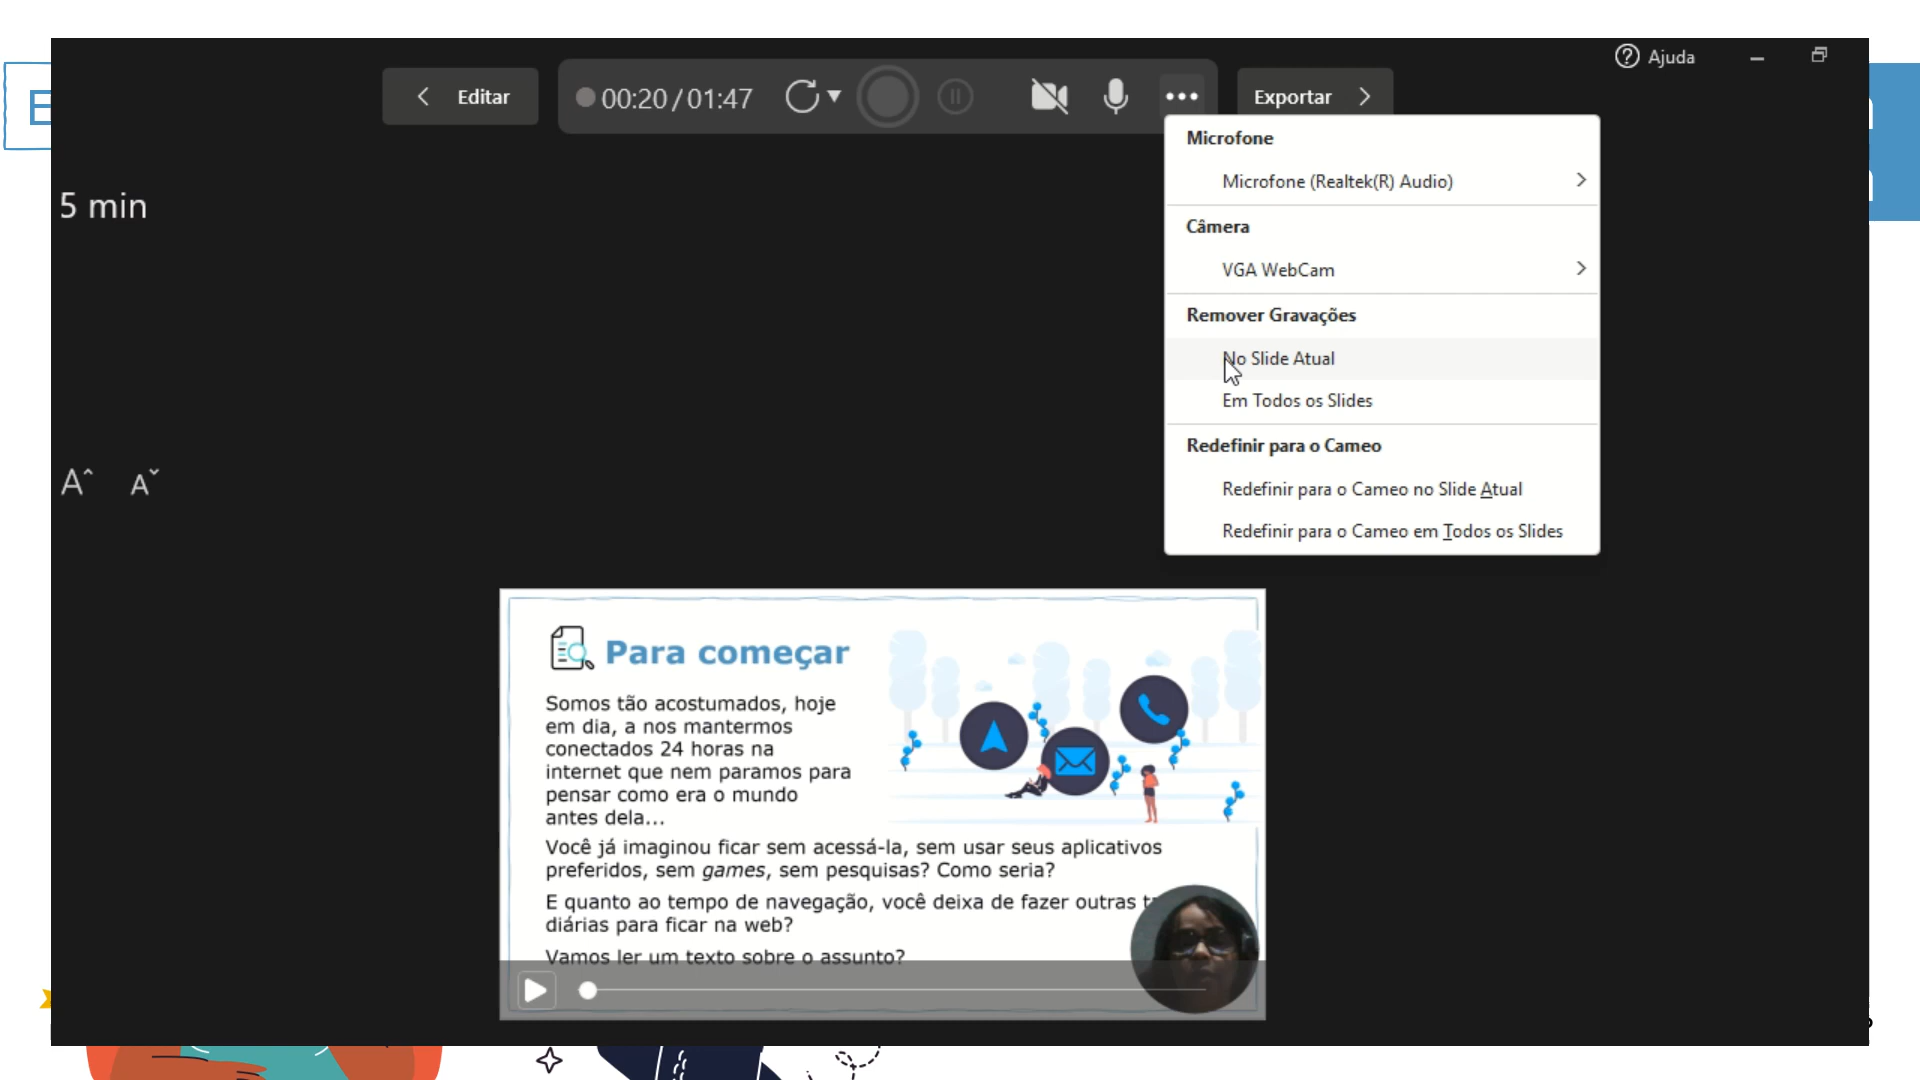 Ajuda
Editar
00:20 / 01:47
Exportar
Microfone
5 min
Microfone (Realtek(R) Audio)
Câmera
VGA WebCam
Remover Gravações
No Slide Atual
Em Todos os Slides
Redefinir para o Cameo
Redefinir para o Cameo no Slide Atual
Redefinir para o Cameo em Todos os Slides
A A
Para começar
Somos tão acostumados, hoje
em dia, a nos mantermos
conectados 24 horas na
internet que nem paramos para
pensar como era o mundo
antes dela...
Você já imaginou ficar sem acessá-la, sem usar seus aplicativos
preferidos, sem games, sem pesquisas? Como seria?
E quanto ao tempo de navegação, você deixa de fazer outras
diárias para ficar na web?
Vamos ler um texto sobre o assunto?